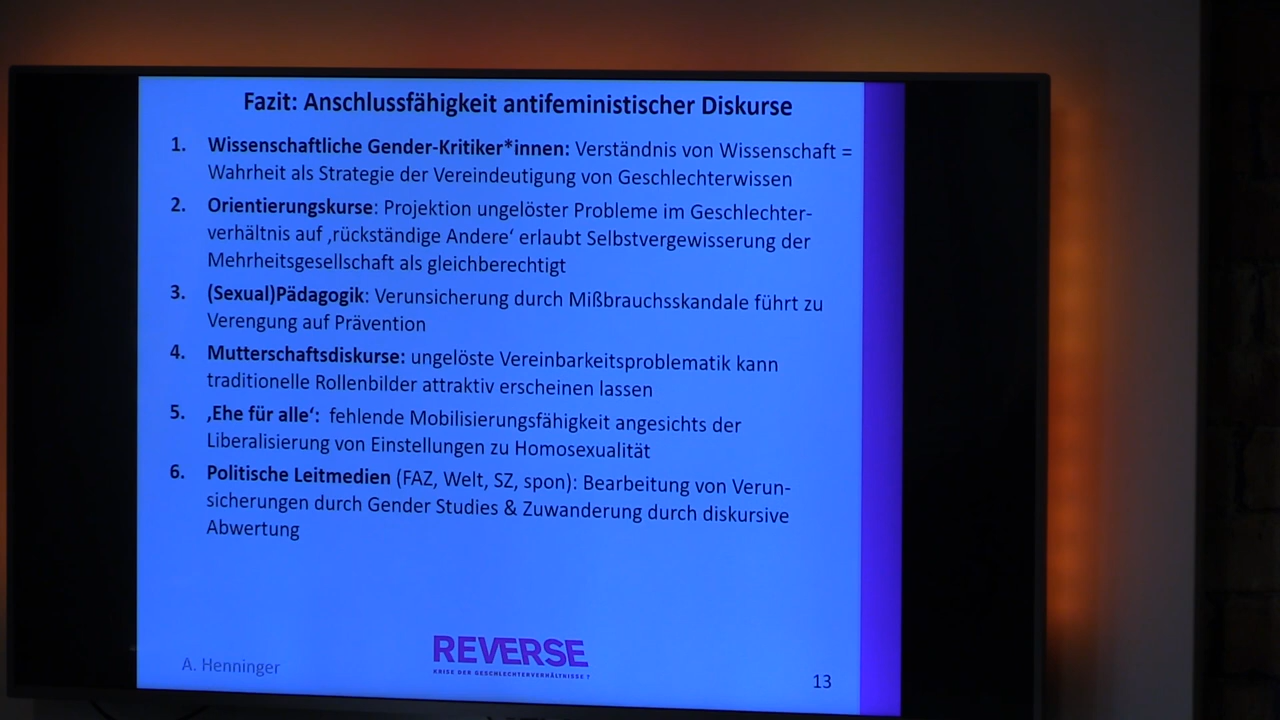 Fazit: Anschlussfähigkeit antifeministischer Diskurse
1. Wissenschaftliche Gender-Kritiker*innen: Verständnis von Wissenschaft =
Wahrheit als Strategie der Vereindeutigung von Geschlechterwissen
2. Orientierungskurse: Projektion ungelöster Probleme im Geschlechter-
verhältnis auf ‚rückständige Andere‘ erlaubt Selbstvergewisserung der
Mehrheitsgesellschaft als gleichberechtigt
3. (Sexual)Pädagogik: Verunsicherung durch Mißbrauchsskandale führt zu
Verengung auf Prävention
4. Mutterschaftsdiskurse: ungelöste Vereinbarkeitsproblematik kann
traditionelle Rollenbilder attraktiv erscheinen lassen
5. ‚Ehe für alle‘: fehlende Mobilisierungsfähigkeit angesichts der
Liberalisierung von Einstellungen zu Homosexualität
6. Politische Leitmedien (FAZ, Welt, SZ, spon): Bearbeitung von Verun-
sicherungen durch Gender Studies & Zuwanderung durch diskursive
Abwertung
A. Henninger
REVERSE
KRISE DER GESCHLECHTERVERHÄLTNISSE?
13